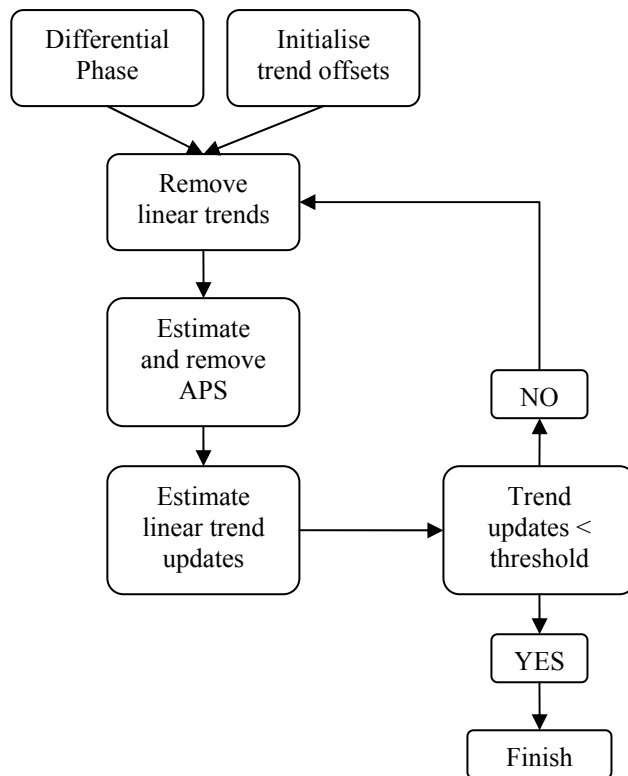 Differential
Phase
Initialise
trend offsets
Remove
linear trends
Estimate
and remove
APS
NO
Estimate
linear trend
updates
Trend
updates <
threshold
YES
Finish